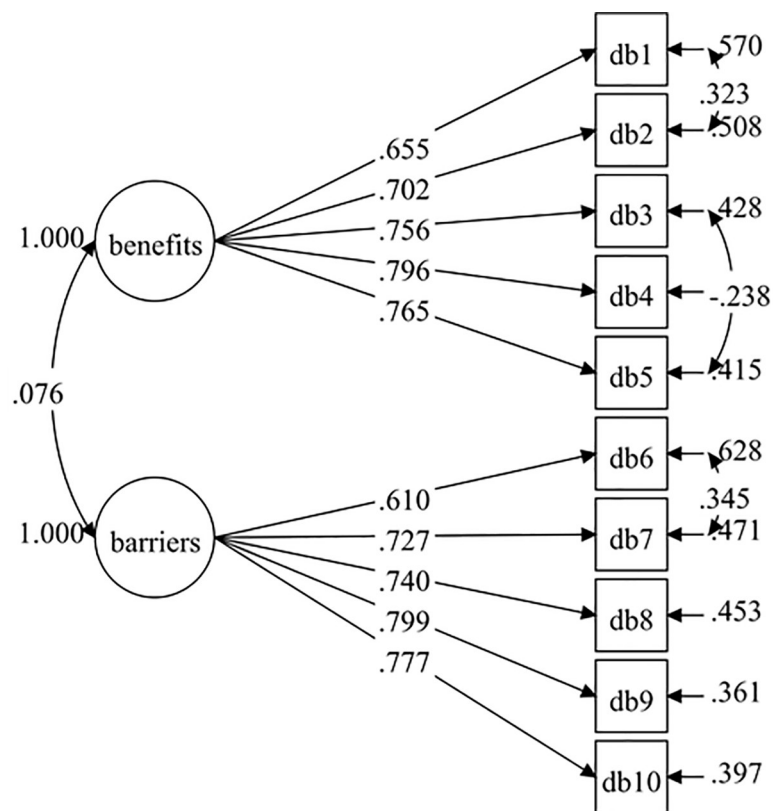 db1
.570
.323
db2
.508
.655
.702
db3
.428
.756
1.000
benefits
.796
db4
-.238
.765
db5
.415
.076
db6
.628
.610
.345
1.000
barriers
.727
db7
.471
.740
db8
.453
.799
.777
db9
.361
db10
.397